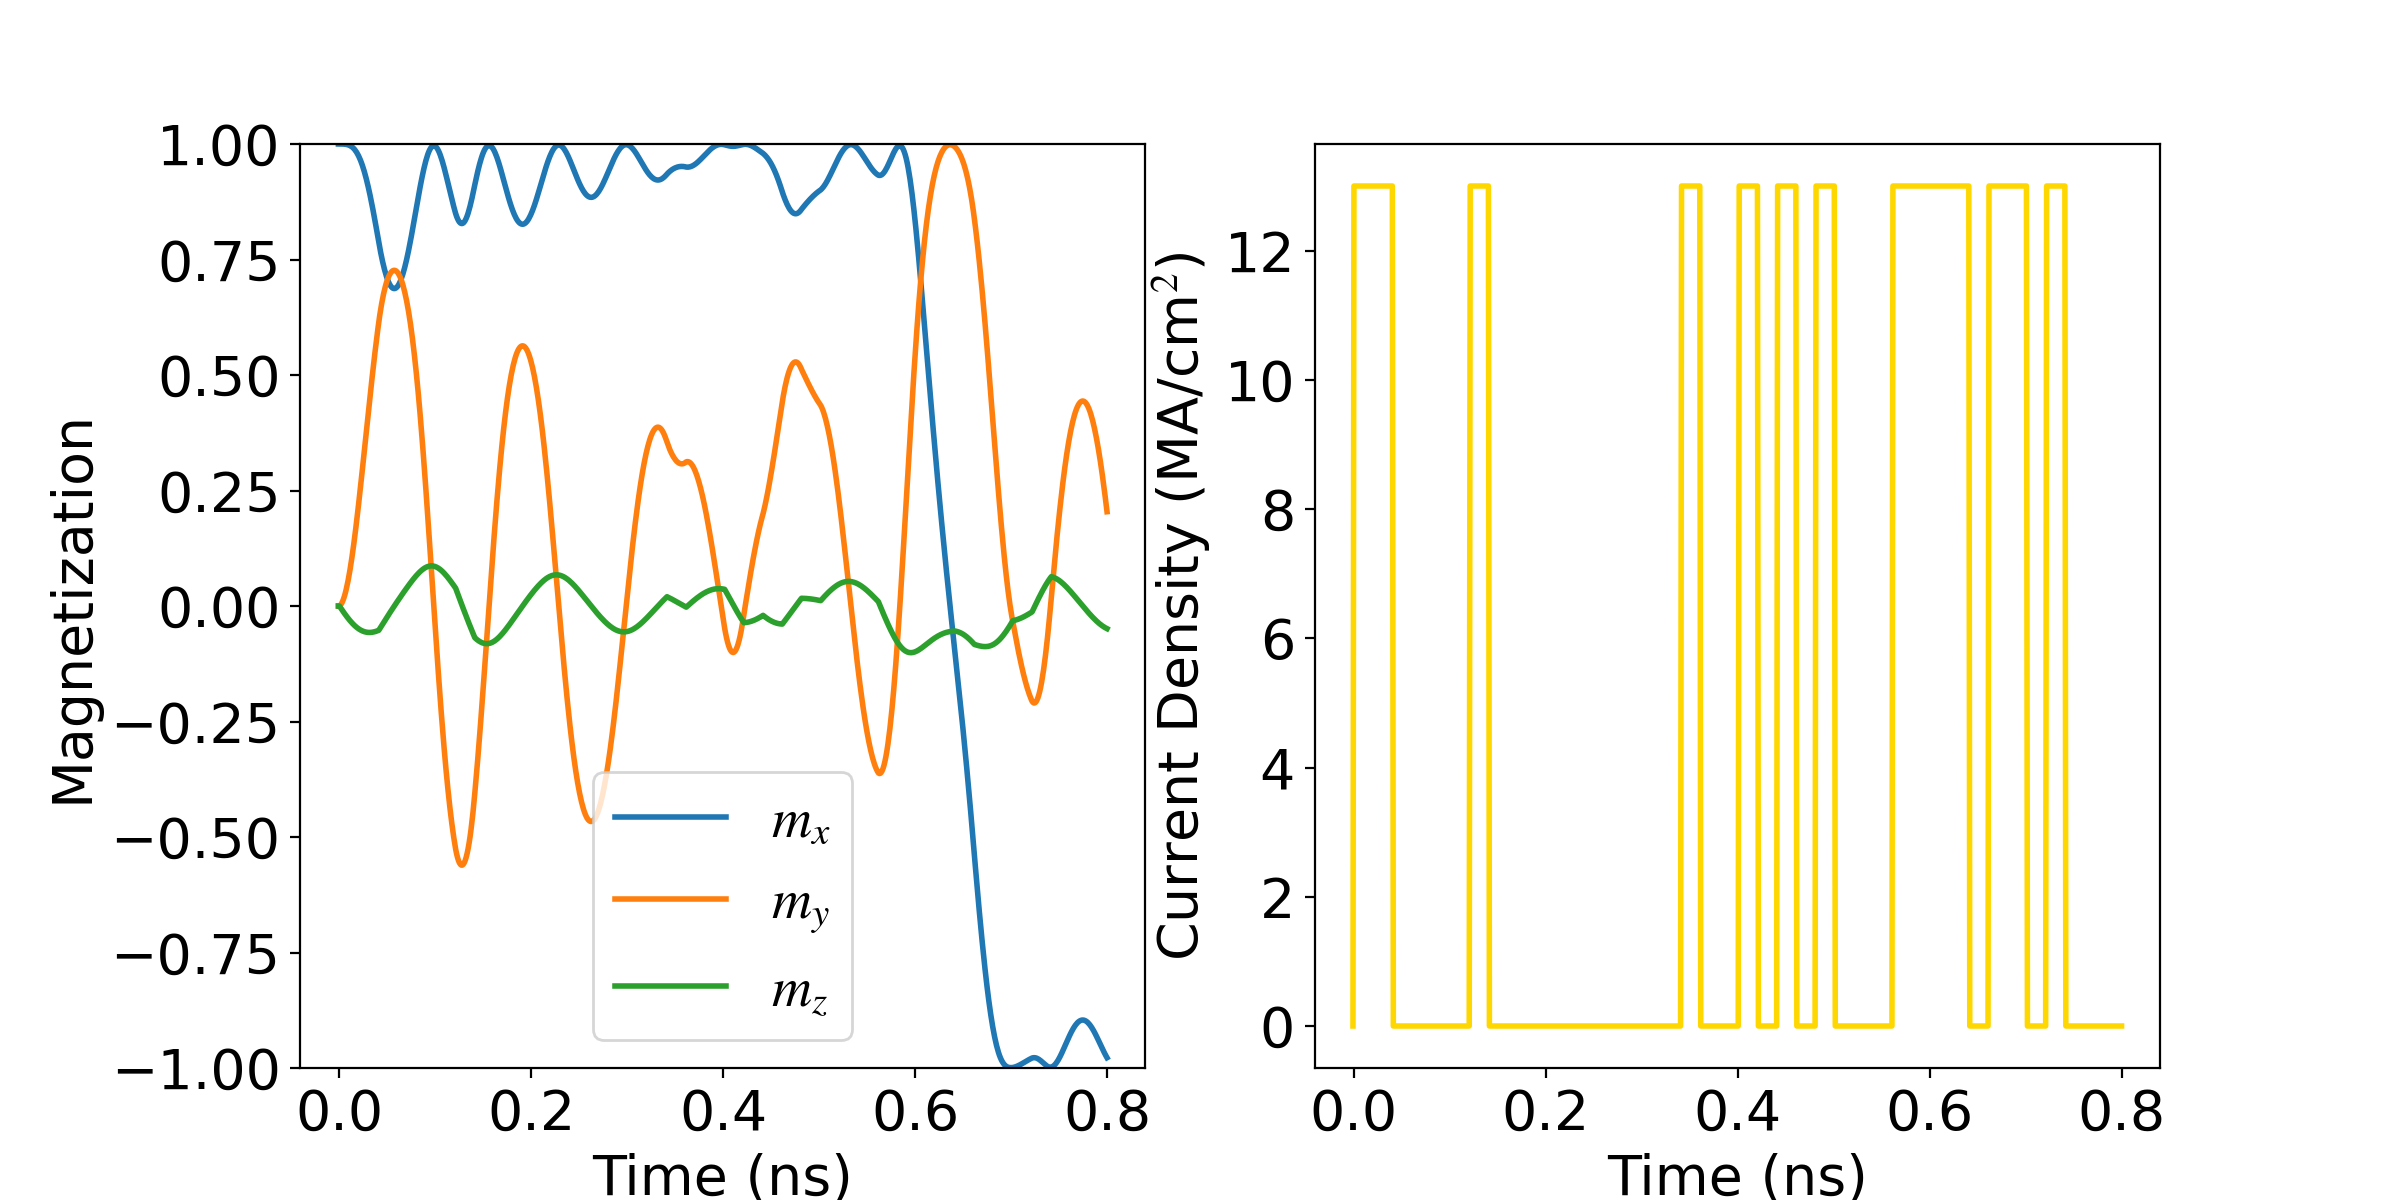 Magnetization
1.00
0.75
0.50
0.25
0.00
−0.25
−0.50
−0.75
−1.00
0.0 0.2 0.4 0.6 0.8
Time (ns)
m_x
m_y
m_z
Current Density (MA/cm²)
12
10
8
6
4
2
0
0.0 0.2 0.4 0.6 0.8
Time (ns)